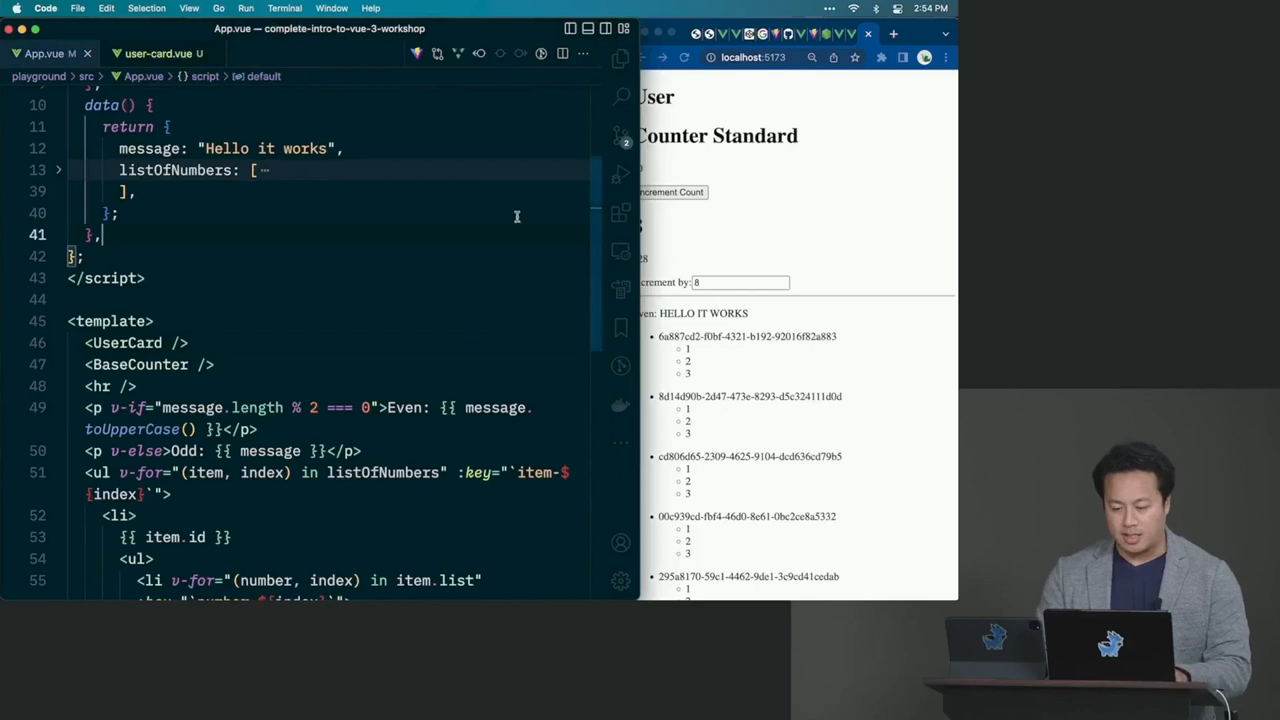 Code File Edit Selection View Go Run Terminal Window Help 2:54 PM
App.vue — complete-intro-to-vue-3-workshop
App.vue M user-card.vue U
playground > src > App.vue > {} script > default
10 data() {
11 return {
12 message: "Hello it works",
13 listOfNumbers: [ ⋯
39 ],
40 };
41 },
42 };
43 </script>
44
45 <template>
46 <UserCard />
47 <BaseCounter />
48 <hr />
49 <p v-if="message.length % 2 === 0">Even: {{ message.
toUpperCase() }}</p>
50 <p v-else>Odd: {{ message }}</p>
51 <ul v-for="(item, index) in listOfNumbers" :key="`item-$
{index}`">
52 <li>
53 {{ item.id }}
54 <ul>
55 <li v-for="(number, index) in item.list"
2
localhost:5173
User
Counter Standard
ncrement Count
28
crement by: 8
ven: HELLO IT WORKS
6a887cd2-f0bf-4321-b192-92016f82a883
1
2
3
8d14d90b-2d47-473e-8293-d5c324111d0d
1
2
3
cd806d65-2309-4625-9104-dcd636cd79b5
1
2
3
00c939cd-fbf4-46d0-8e61-0bc2ce8a5332
1
2
3
295a8170-59c1-4462-9de1-3c9cd41cedab
1